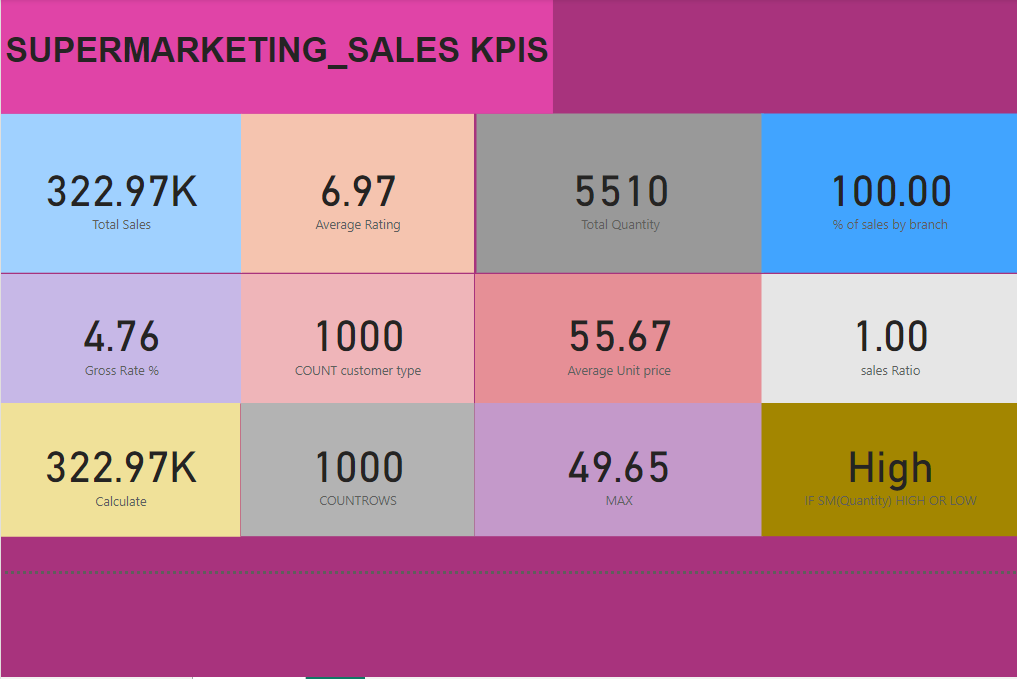 SUPERMARKETING_SALES KPIS
322.97K
Total Sales
6.97
Average Rating
5510
Total Quantity
100.00
% of sales by branch
4.76
Gross Rate %
1000
COUNT customer type
55.67
Average Unit price
1.00
sales Ratio
322.97K
Calculate
1000
COUNTROWS
49.65
MAX
High
IF SM(Quantity) HIGH OR LOW